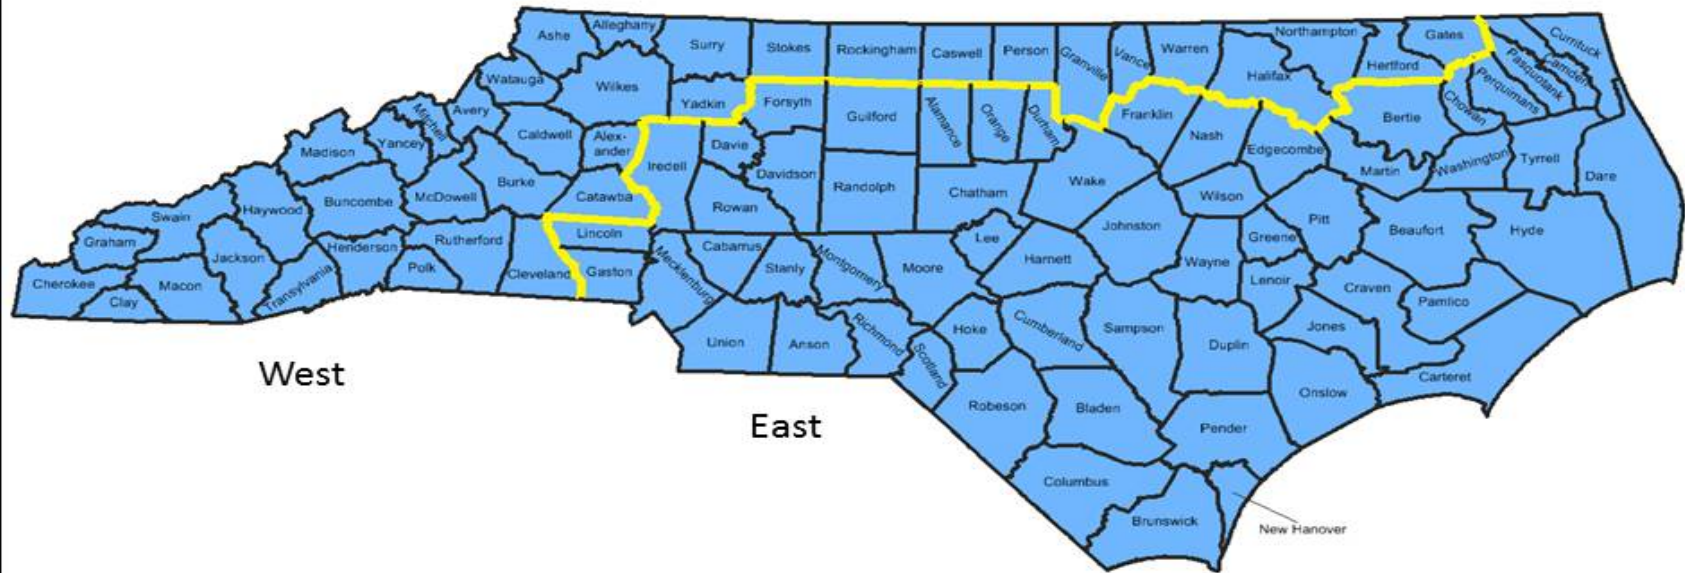 Ashe
Alleghany
Surry
Stokes
Rockingham
Caswell
Person
Granville
Vance
Warren
Northampton
Gates
Currituck
Camden
Pasquotank
Perquimans
Chowan
Hertford
Halifax
Watauga
Wilkes
Yadkin
Forsyth
Guilford
Alamance
Orange
Durham
Franklin
Nash
Edgecombe
Bertie
Mitchell
Avery
Caldwell
Alex-
ander
Iredell
Davie
Davidson
Randolph
Chatham
Wake
Wilson
Martin
Washington
Tyrrell
Dare
Madison
Yancey
McDowell
Burke
Catawba
Rowan
Johnston
Pitt
Beaufort
Hyde
Swain
Haywood
Buncombe
Graham
Jackson
Henderson
Rutherford
Lincoln
Cabarrus
Lee
Harnett
Wayne
Greene
Lenoir
Craven
Pamlico
Cherokee
Clay
Macon
Transylvania
Polk
Cleveland
Gaston
Mecklenburg
Stanly
Montgomery
Moore
Union
Anson
Richmond
Scotland
Hoke
Cumberland
Sampson
Duplin
Jones
Onslow
Carteret
Robeson
Bladen
Pender
Columbus
Brunswick
New Hanover
West
East